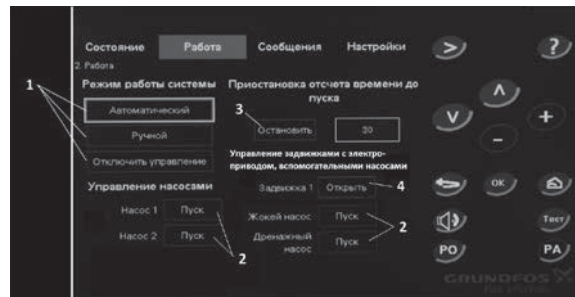 Состояние Работа Сообщения Настройки
2. Работа
Режим работы системы
Приостановка отсчета времени до
пуска
1
Автоматический
3
Ручной
Остановить 30
Отключить управление
Управление задвижками с электро-
приводом, вспомогательными насосами
Управление насосами
Задвижка 1 Открыть 4
Насос 1 Пуск
Жокей насос Пуск
2
Насос 2 Пуск
Дренажный
насос
Пуск
2
> ?
∧
∨ +
−
OK
Тест
PO PA
GRUNDFOS